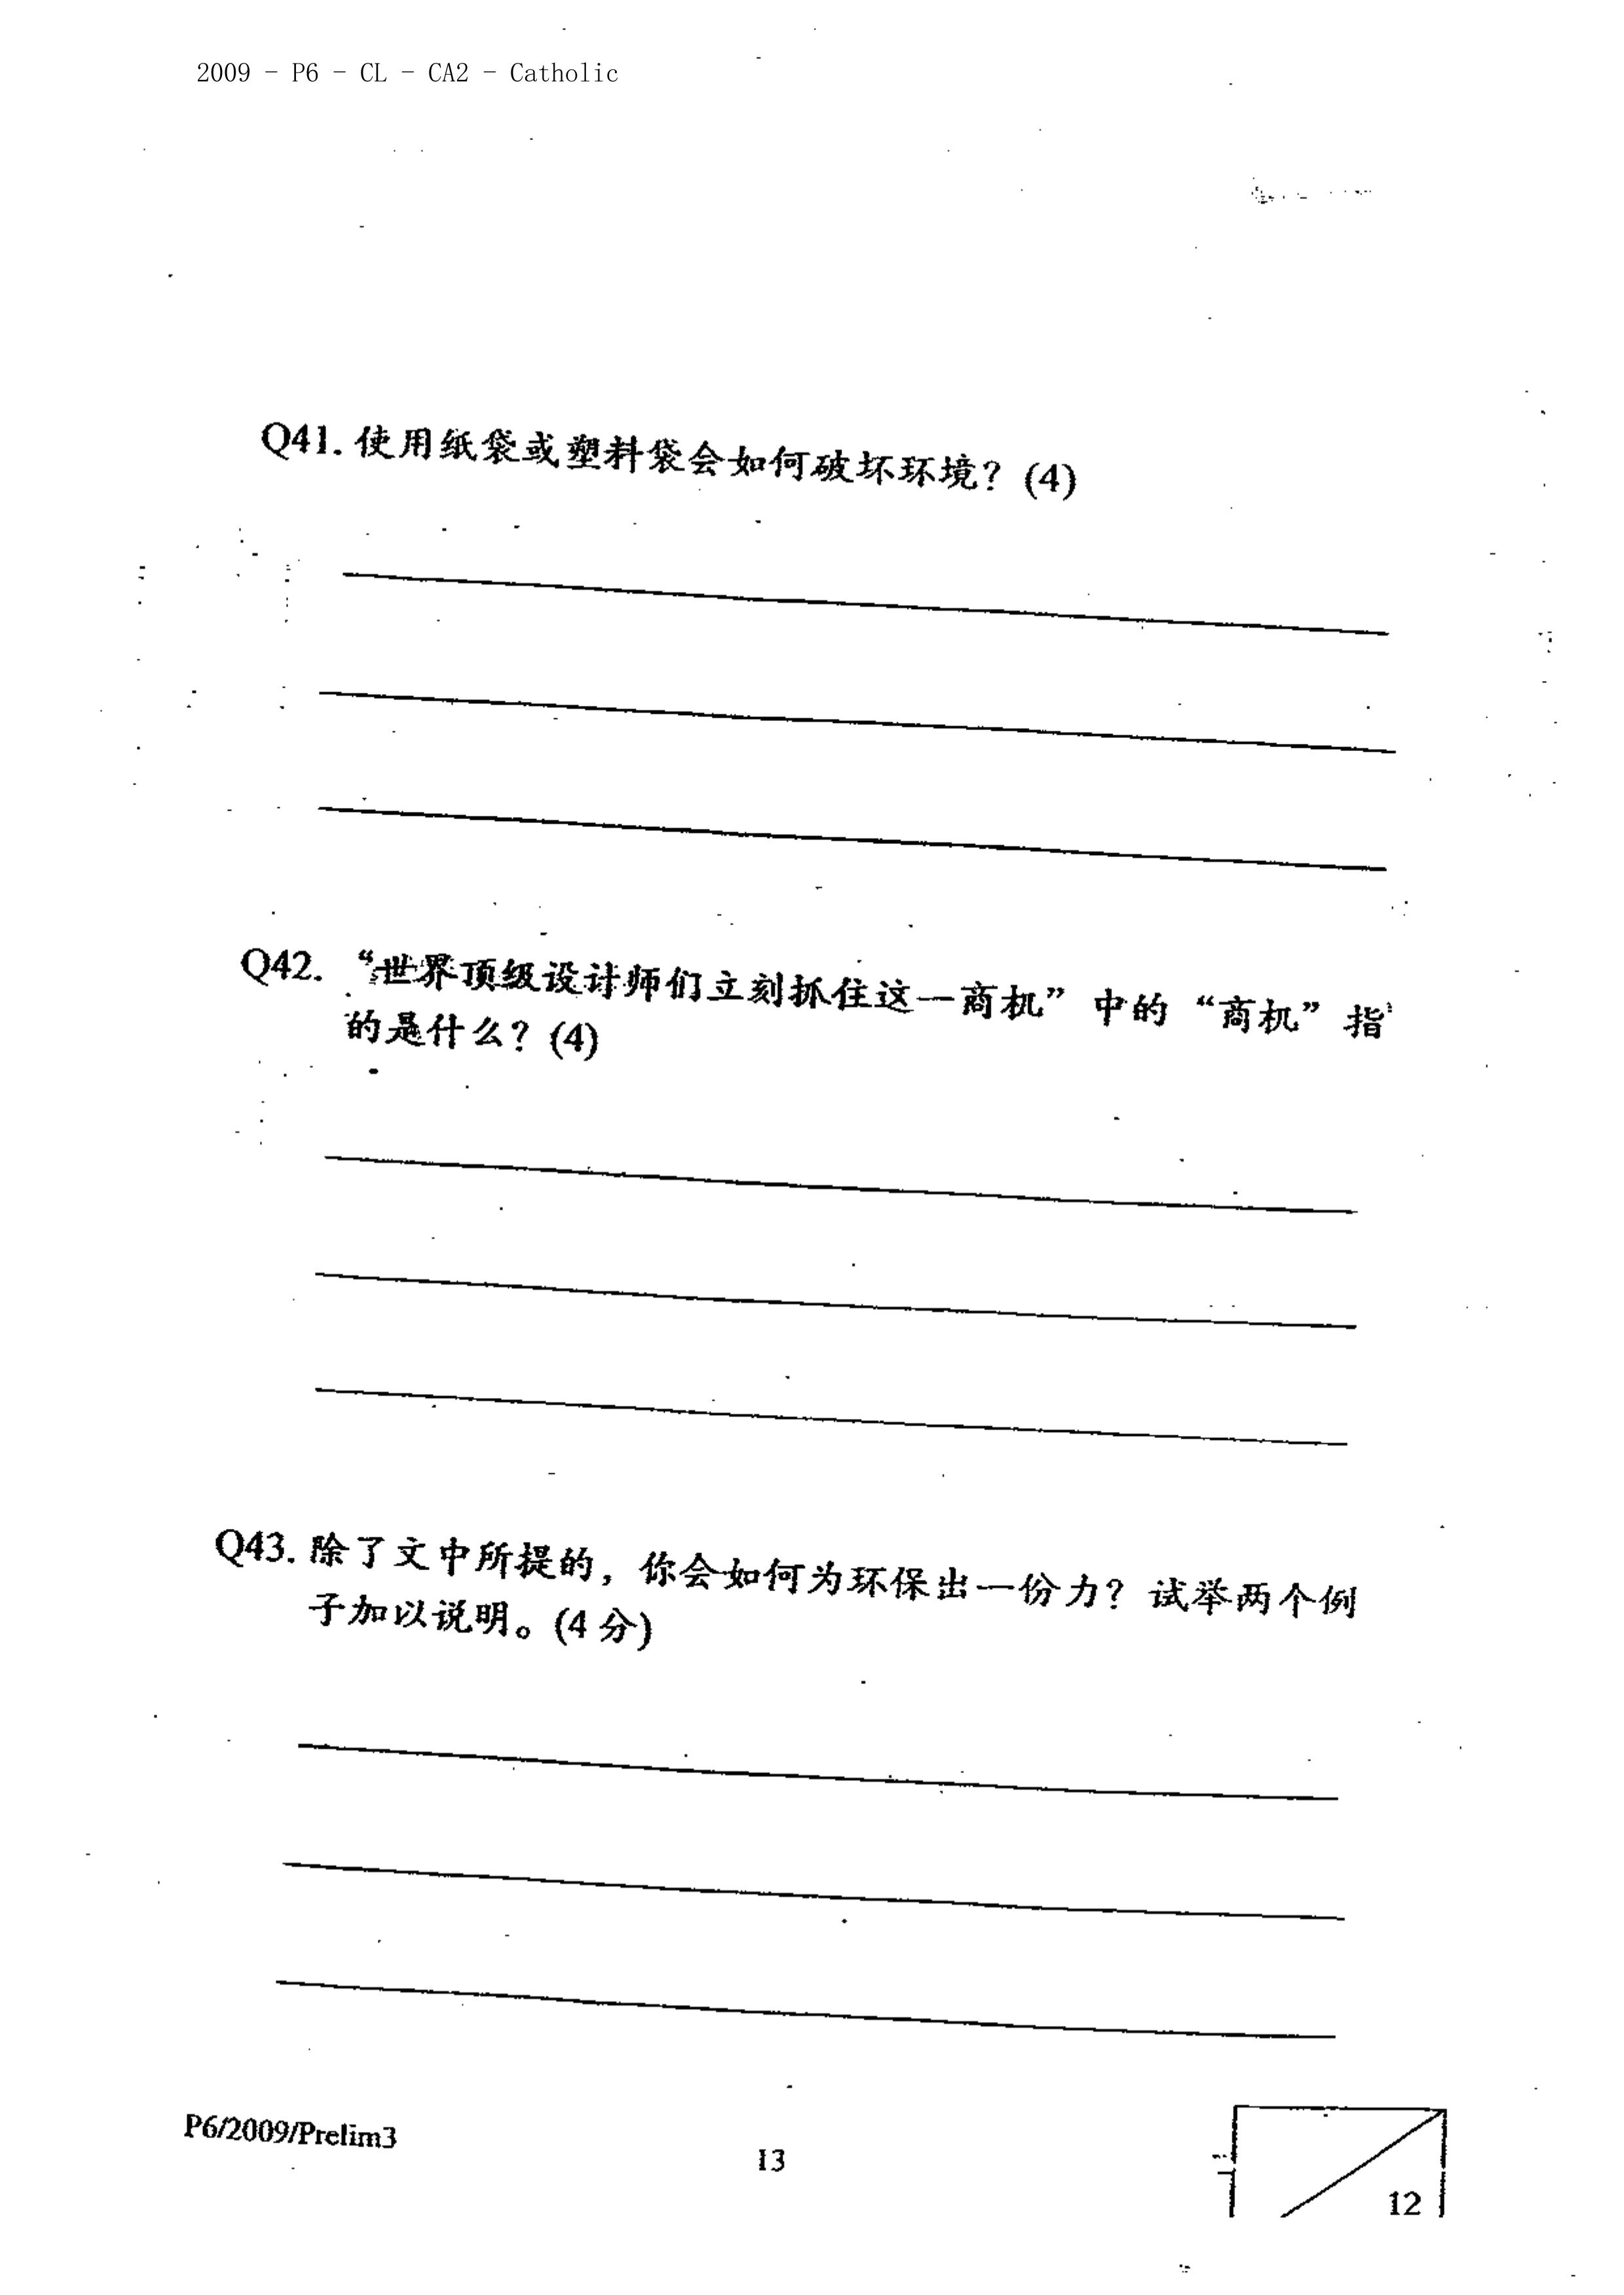 2009 - P6 - CL - CA2 - Catholic
Q41. 使用纸袋或塑料袋会如何破坏环境？(4)
Q42. “世界顶级设计师们立刻抓住这一商机”中的“商机”指
的是什么？(4)
Q43. 除了文中所提的，你会如何为环保出一份力？试举两个例
子加以说明。(4 分)
P6/2009/Prelim3
13
12